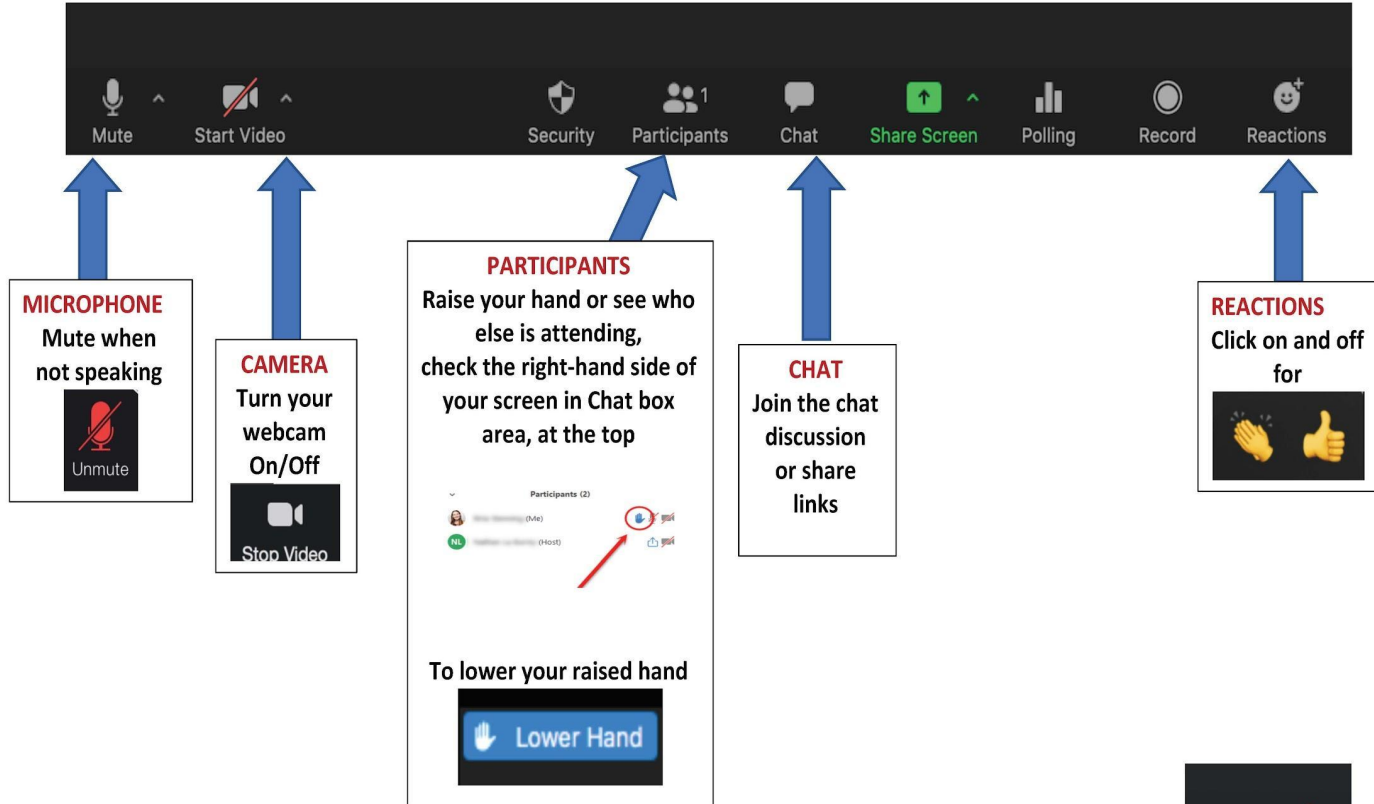 1
Mute
Start Video
Security
Participants
Chat
Share Screen
Polling
Record
Reactions
MICROPHONE
Mute when
not speaking
Unmute
CAMERA
Turn your
webcam
On/Off
Stop Video
PARTICIPANTS
Raise your hand or see who
else is attending,
check the right-hand side of
your screen in Chat box
area, at the top
Participants (2)
(Me)
NL
(Host)
To lower your raised hand
Lower Hand
CHAT
Join the chat
discussion
or share
links
REACTIONS
Click on and off
for